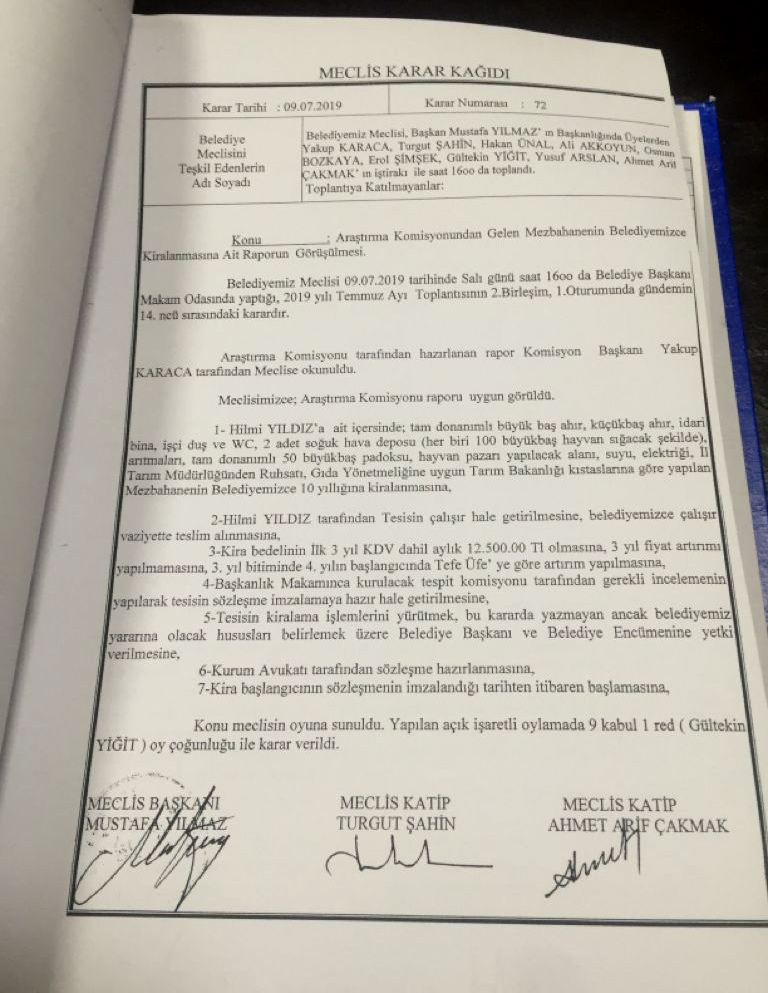 MECLİS KARAR KAĞIDI
Karar Tarihi : 09.07.2019
Karar Numarası : 72
Belediye
Meclisini
Teşkil Edenlerin
Adı Soyadı
Belediyemiz Meclisi, Başkan Mustafa YILMAZ' ın Başkanlığında Üyelerden
Yakup KARACA, Turgut ŞAHİN, Hakan ÜNAL, Ali AKKOYUN, Osman
BOZKAYA, Erol ŞİMŞEK, Gültekin YİĞİT, Yusuf ARSLAN, Ahmet Arif
ÇAKMAK' ın iştiraki ile saat 16oo da toplandı.
Toplantıya Katılmayanlar:
Konu : Araştırma Komisyonundan Gelen Mezbahenenin Belediyemizce
Kiralanmasına Ait Raporun Görüşülmesi.
Belediyemiz Meclisi 09.07.2019 tarihinde Salı günü saat 16oo da Belediye Başkanı
Makam Odasında yaptığı, 2019 yılı Temmuz Ayı Toplantısının 2.Birleşim, 1.Oturumunda gündemin
14. ncü sırasındaki karardır.
Araştırma Komisyonu tarafından hazırlanan rapor Komisyon Başkanı Yakup
KARACA tarafından Meclise okunuldu.
Meclisimizce; Araştırma Komisyonu raporu uygun görüldü.
1- Hilmi YILDIZ'a ait içersinde; tam donanımlı büyük baş ahır, küçükbaş ahır, idari
bina, işçi duş ve WC, 2 adet soğuk hava deposu (her biri 100 büyükbaş hayvan sığacak şekilde),
arıtmaları, tam donanımlı 50 büyükbaş padoksu, hayvan pazarı yapılacak alanı, suyu, elektriği, İl
Tarım Müdürlüğünden Ruhsatı, Gıda Yönetmeliğine uygun Tarım Bakanlığı kıstaslarına göre yapılan
Mezbahanenin Belediyemizce 10 yıllığına kiralanmasına,
2-Hilmi YILDIZ tarafından Tesisin çalışır hale getirilmesine, belediyemizce çalışır
vaziyette teslim alınmasına,
3-Kira bedelinin İlk 3 yıl KDV dahil aylık 12.500.00 Tl olmasına, 3 yıl fiyat artırımı
yapılmamasına, 3. yıl bitiminde 4. yılın başlangıcında Tefe Üfe' ye göre artırım yapılmasına,
4-Başkanlık Makamınca kurulacak tespit komisyonu tarafından gerekli incelemenin
yapılarak tesisin sözleşme imzalamaya hazır hale getirilmesine,
5-Tesisin kiralama işlemlerini yürütmek, bu kararda yazmayan ancak belediyemiz
yararına olacak hususları belirlemek üzere Belediye Başkanı ve Belediye Encümenine yetki
verilmesine,
6-Kurum Avukatı tarafından sözleşme hazırlanmasına,
7-Kira başlangıcının sözleşmenin imzalandığı tarihten itibaren başlamasına,
Konu meclisin oyuna sunuldu. Yapılan açık işaretli oylamada 9 kabul 1 red ( Gültekin
YİĞİT ) oy çoğunluğu ile karar verildi.
MECLİS BAŞKANI
MUSTAFA YILMAZ
MECLİS KATİP
TURGUT ŞAHİN
MECLİS KATİP
AHMET ARİF ÇAKMAK